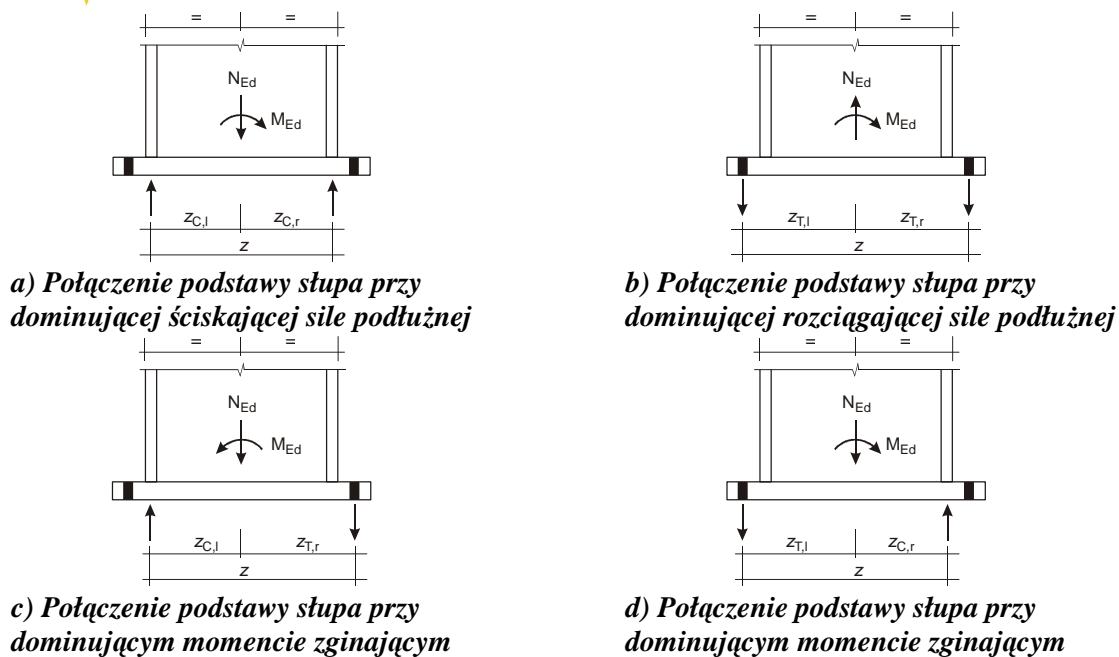 = =
N_Ed
M_Ed
z_C,l z_C,r
z
a) Połączenie podstawy słupa przy
dominującej ściskającej sile podłużnej
= =
N_Ed
M_Ed
z_T,l z_T,r
z
b) Połączenie podstawy słupa przy
dominującej rozciągającej sile podłużnej
= =
N_Ed
M_Ed
z_C,l z_T,r
z
c) Połączenie podstawy słupa przy
dominującym momencie zginającym
= =
N_Ed
M_Ed
z_T,l z_C,r
z
d) Połączenie podstawy słupa przy
dominującym momencie zginającym